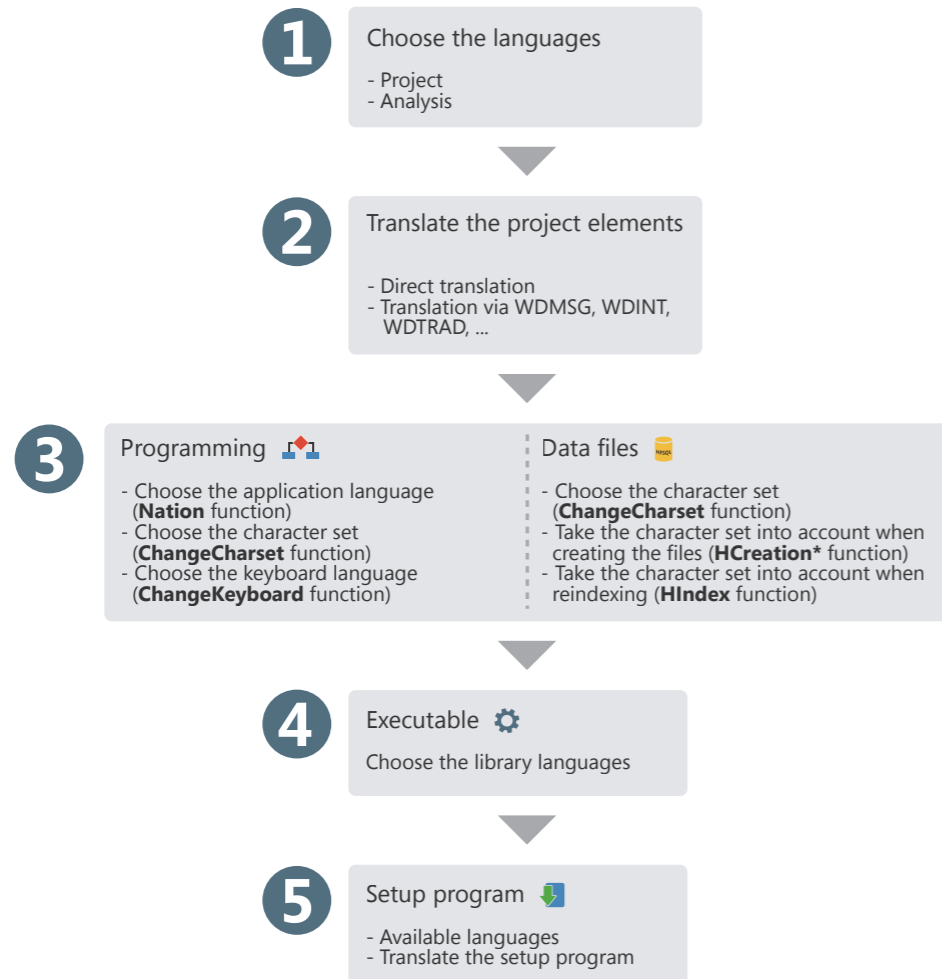 1
Choose the languages
- Project
- Analysis
2
Translate the project elements
- Direct translation
- Translation via WDMSG, WDINT,
WDTRAD, ...
3
Programming
- Choose the application language
(Nation function)
- Choose the character set
(ChangeCharset function)
- Choose the keyboard language
(ChangeKeyboard function)
Data files
HFSQL
- Choose the character set
(ChangeCharset function)
- Take the character set into account when
creating the files (HCreation* function)
- Take the character set into account when
reindexing (HIndex function)
4
Executable
Choose the library languages
5
Setup program
- Available languages
- Translate the setup program